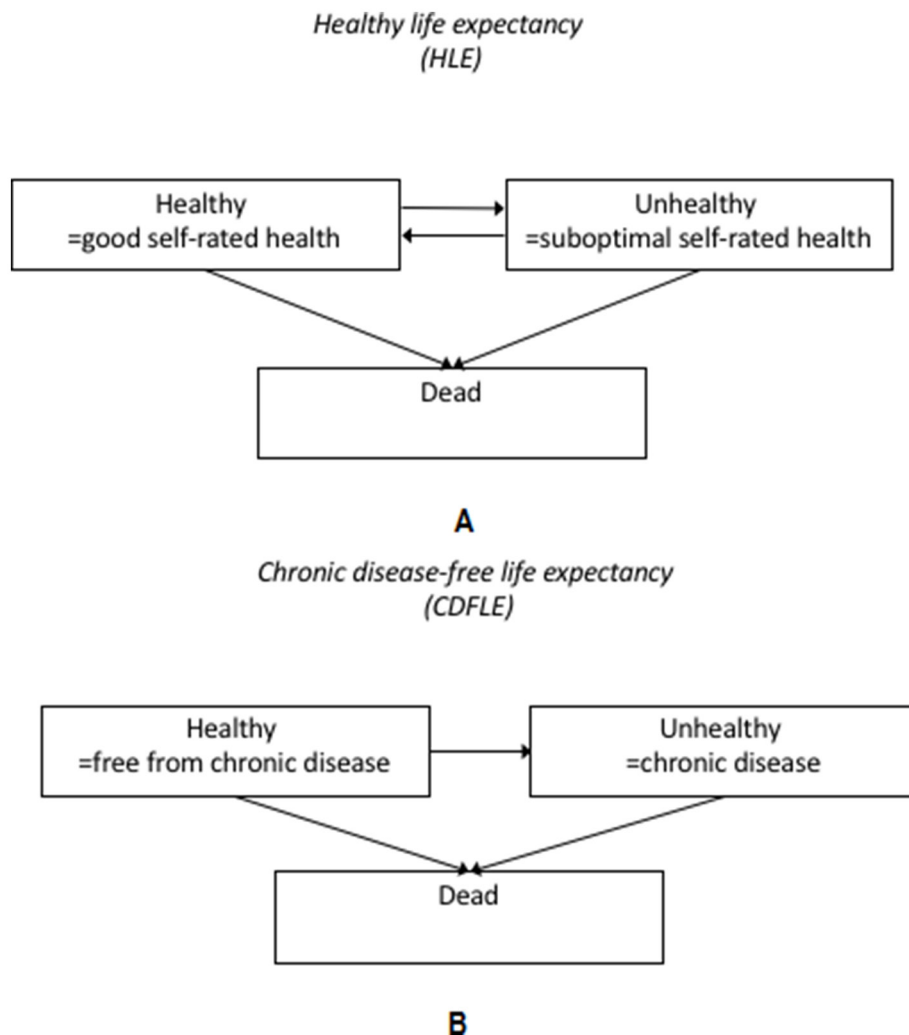 Healthy life expectancy
(HLE)
Healthy
=good self-rated health
Unhealthy
=suboptimal self-rated health
Dead
A
Chronic disease-free life expectancy
(CDFLE)
Healthy
=free from chronic disease
Unhealthy
=chronic disease
Dead
B